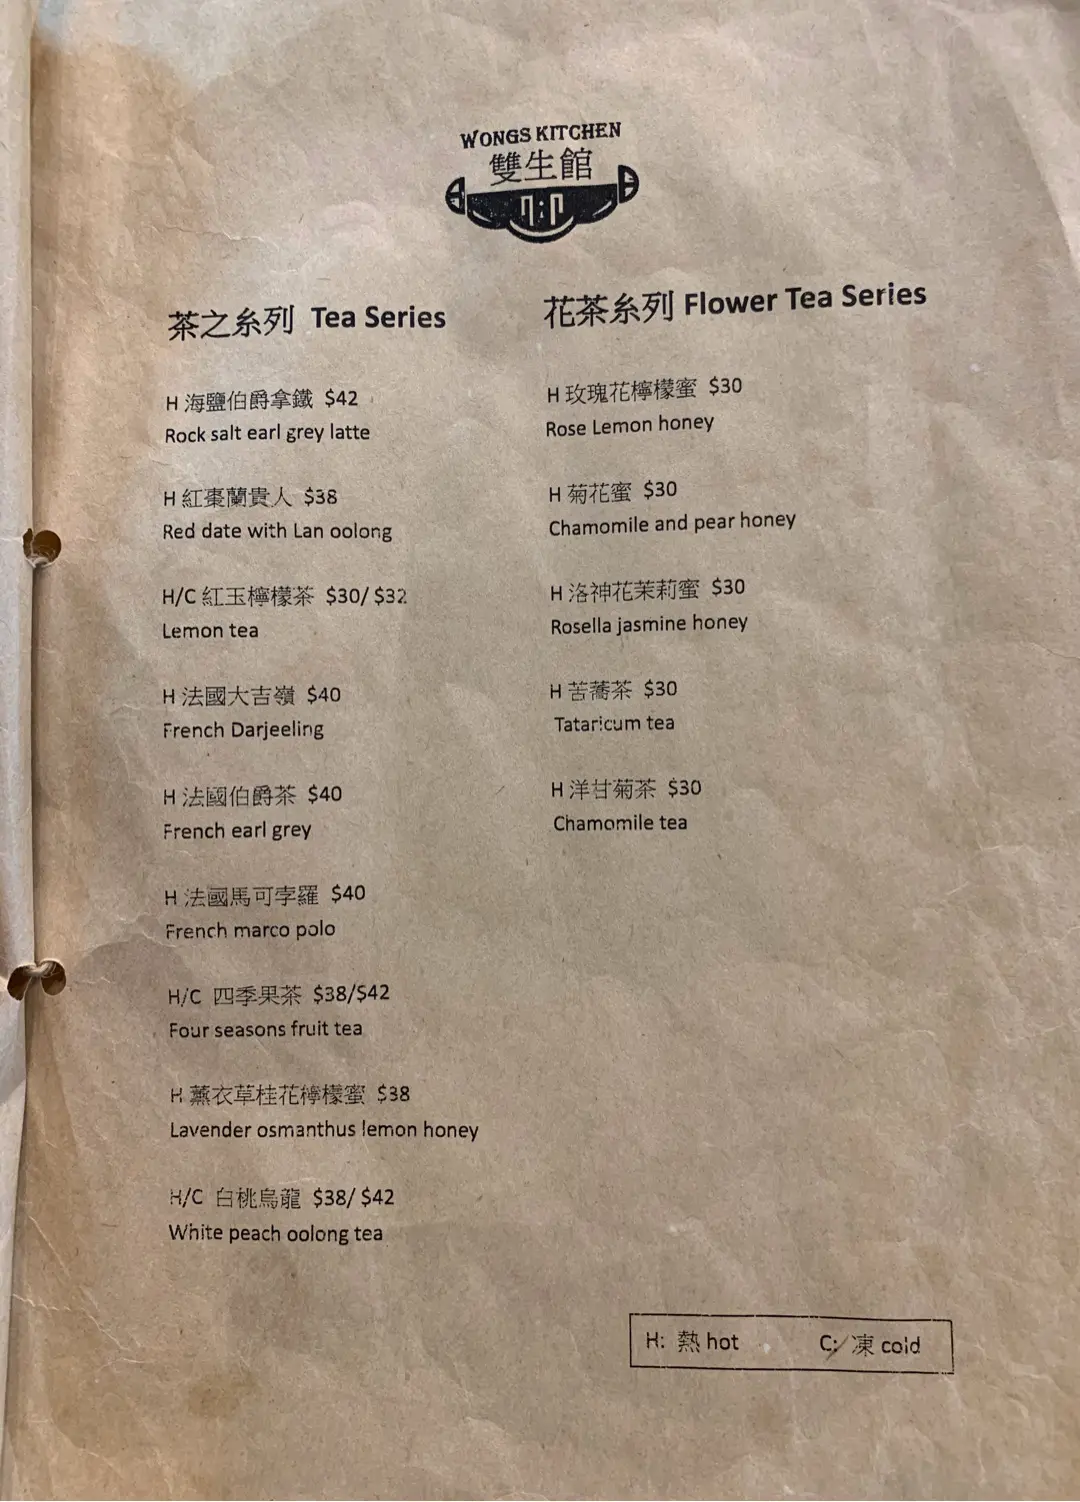 WONGS KITCHEN
雙生館
茶之糸列 Tea Series
H 海鹽伯爵拿鐵 $42
Rock salt earl grey latte
H 紅棗蘭貴人 $38
Red date with Lan oolong
H/C 紅玉檸檬茶 $30/ $32
Lemon tea
H 法國大吉嶺 $40
French Darjeeling
H 法國伯爵茶 $40
French earl grey
H 法國馬可孛羅 $40
French marco polo
H/C 四季果茶 $38/$42
Four seasons fruit tea
H 薰衣草桂花檸檬蜜 $38
Lavender osmanthus lemon honey
H/C 白桃烏龍 $38/ $42
White peach oolong tea
花茶糸列 Flower Tea Series
H 玫瑰花檸檬蜜 $30
Rose Lemon honey
H 菊花蜜 $30
Chamomile and pear honey
H 洛神花茉莉蜜 $30
Rosella jasmine honey
H 苦蕎茶 $30
Tataricum tea
H 洋甘菊茶 $30
Chamomile tea
H: 熱 hot C: 凍 cold